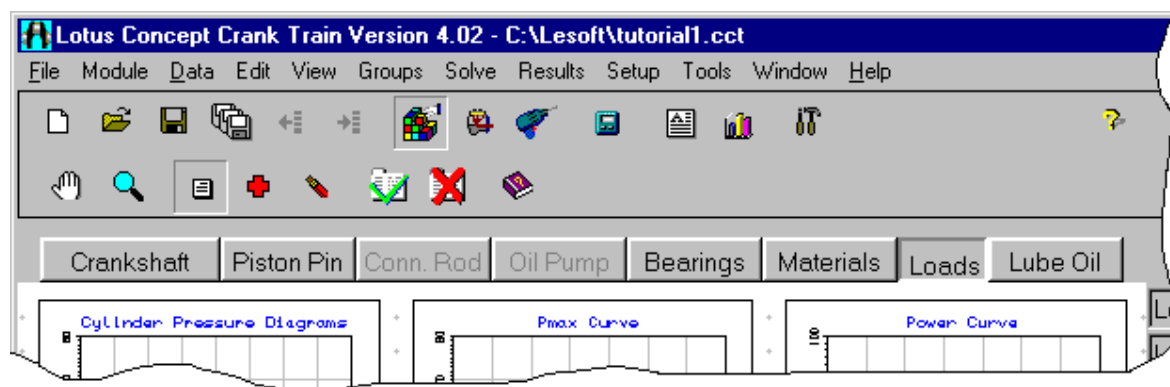 Lotus Concept Crank Train Version 4.02 - C:\Lesoft\tutorial1.cct
File Module Data Edit View Groups Solve Results Setup Tools Window Help
Crankshaft Piston Pin Conn. Rod Oil Pump Bearings Materials Loads Lube Oil
Cylinder Pressure Diagrams Pmax Curve Power Curve